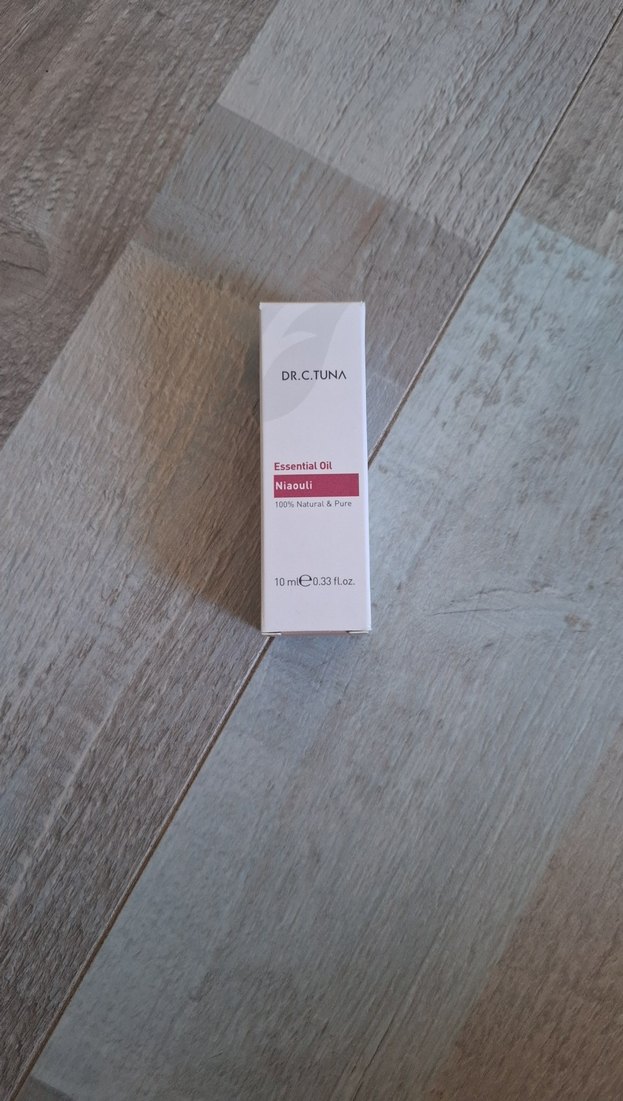 DR.C.TUNA
Essential Oil
Niaouli
100% Natural & Pure
10 ml ℮ 0.33 fl.oz.